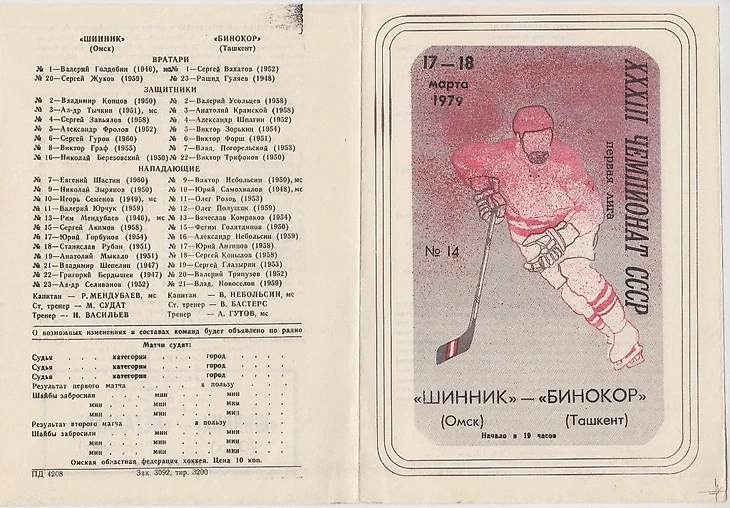 «ШИННИК»
(Омск)
«БИНОКОР»
(Ташкент)
ВРАТАРИ
№ 1—Валерий Голдобин (1946), мс
№ 1—Сергей Вахатов (1952)
№ 20—Сергей Жуков (1959)
№ 23—Рашид Гуляев (1948)
ЗАЩИТНИКИ
№ 2—Владимир Копцов (1950)
№ 2—Валерий Усольцев (1958)
№ 3—Ал-др Тычкин (1951), мс
№ 3—Анатолий Крамской (1958)
№ 4—Сергей Завьялов (1958)
№ 4—Александр Шпагин (1952)
№ 5—Александр Фролов (1952)
№ 5—Виктор Зорькин (1954)
№ 6—Сергей Гурон (1960)
№ 6—Виктор Форш (1951)
№ 8—Виктор Граф (1955)
№ 7—Влад. Погорельский (1953)
№ 16—Николай Березовский (1950)
№ 22—Виктор Трифонов (1950)
НАПАДАЮЩИЕ
№ 7—Евгений Шастин (1960)
№ 9—Виктор Небольсин (1950), мс
№ 9—Николай Зырянов (1950)
№ 10—Юрий Самохвалов (1948), мс
№ 10—Игорь Семенов (1949), мс
№ 11—Олег Розов (1953)
№ 11—Валерий Юрчук (1959)
№ 12—Олег Полушин (1959)
№ 13—Рим Мендубаев (1946), мс
№ 13—Вячеслав Комраков (1954)
№ 15—Сергей Акимов (1958)
№ 15—Фегим Голятдинов (1950)
№ 17—Юрий Горбунов (1954)
№ 16—Александр Небольсин (1959)
№ 18—Станислав Рубан (1951)
№ 17—Юрий Антипов (1958)
№ 19—Анатолий Мыкало (1951)
№ 18—Сергей Копылов (1958)
№ 21—Владимир Шепелин (1947)
№ 19—Сергей Глазырин (1953)
№ 22—Григорий Бердышев (1947)
№ 20—Валерий Трипузов (1952)
№ 23—Ал-др Селиванов (1952)
№ 21—Влад. Новоселов (1959)
Капитан — Р. МЕНДУБАЕВ, мс
Капитан — В. НЕБОЛЬСИН, мс
Ст. тренер — М. СУДАТ
Ст. тренер — В. БАСТЕРС
Тренер — И. ВАСИЛЬЕВ
Тренер — А. ГУТОВ, мс
О возможных изменениях в составах команд будет объявлено по радио
Матчи судят:
Судья . . . . категории . . . . город . . . .
Судья . . . . категории . . . . город . . . .
Судья . . . . категории . . . . город . . . .
Результат первого матча . . . . в пользу . . . .
Шайбы забросили . . . . мин . . . . мин
. . . . мин . . . . мин . . . . мин
. . . . мин . . . . мин . . . . мин
Результат второго матча . . . . в пользу . . . .
Шайбы забросили . . . . мин . . . . мин
. . . . мин . . . . мин . . . . мин
. . . . мин . . . . мин . . . . мин
Омская областная федерация хоккея. Цена 10 коп.
ПД 4208
Зак. 3092, тир. 3200
17—18
марта
1979
XXXIII ЧЕМПИОНАТ СССР
первая лига
№ 14
«ШИННИК»—«БИНОКОР»
(Омск)
(Ташкент)
Начало в 19 часов